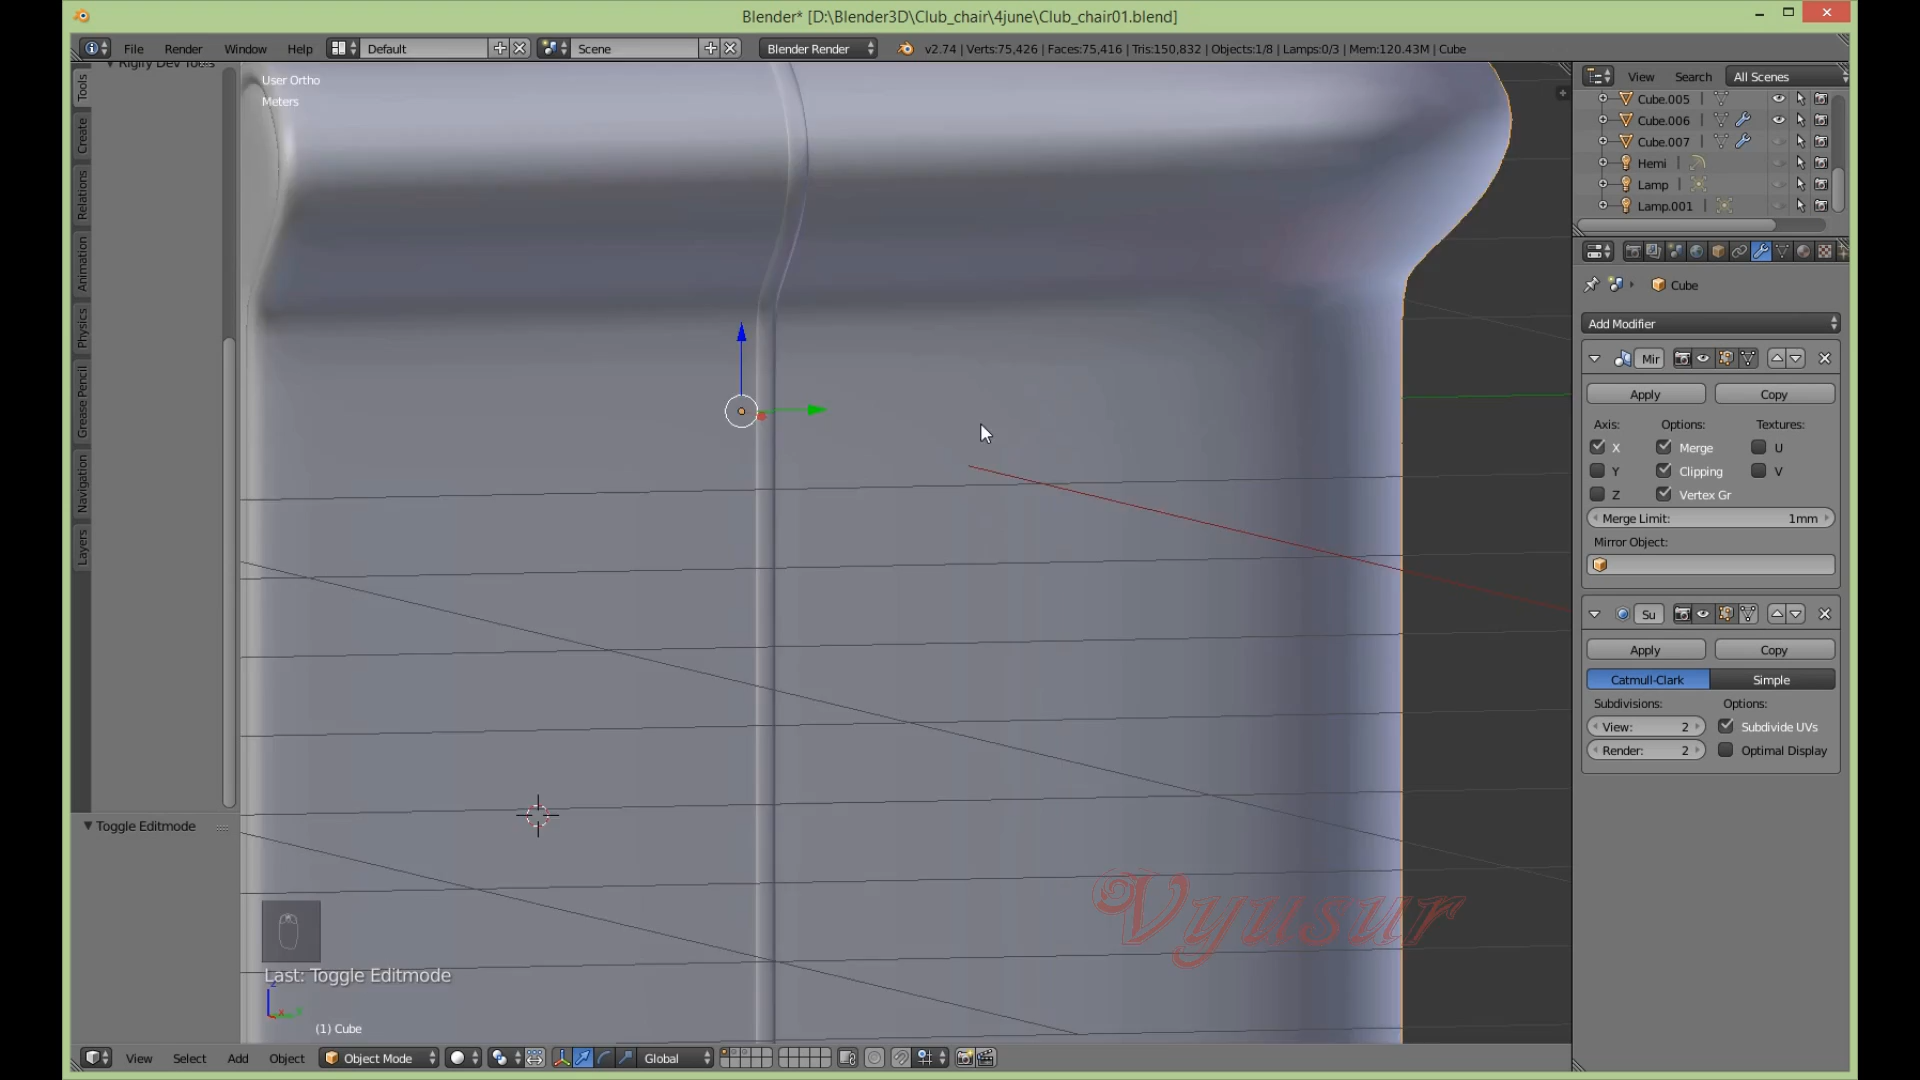 Blender* [D:\Blender3D\Club_chair\4june\Club_chair01.blend]
File Render Window Help Default Scene Blender Render v2.74 | Verts:75,426 | Faces:75,416 | Tris:150,832 | Objects:1/8 | Lamps:0/3 | Mem:120.43M | Cube
Rigify Dev Tools
Tools
Create
Relations
Animation
Physics
Grease Pencil
Navigation
Layers
Toggle Editmode
User Ortho
Meters
Vyusur
Last: Toggle Editmode
(1) Cube
View Select Add Object Object Mode Global
View Search All Scenes
Cube.005
Cube.006
Cube.007
Hemi
Lamp
Lamp.001
Cube
Add Modifier
Mir
Apply Copy
Axis: Options: Textures:
X Merge U
Y Clipping V
Z Vertex Gr
Merge Limit: 1mm
Mirror Object:
Su
Apply Copy
Catmull-Clark Simple
Subdivisions: Options:
View: 2 Subdivide UVs
Render: 2 Optimal Display